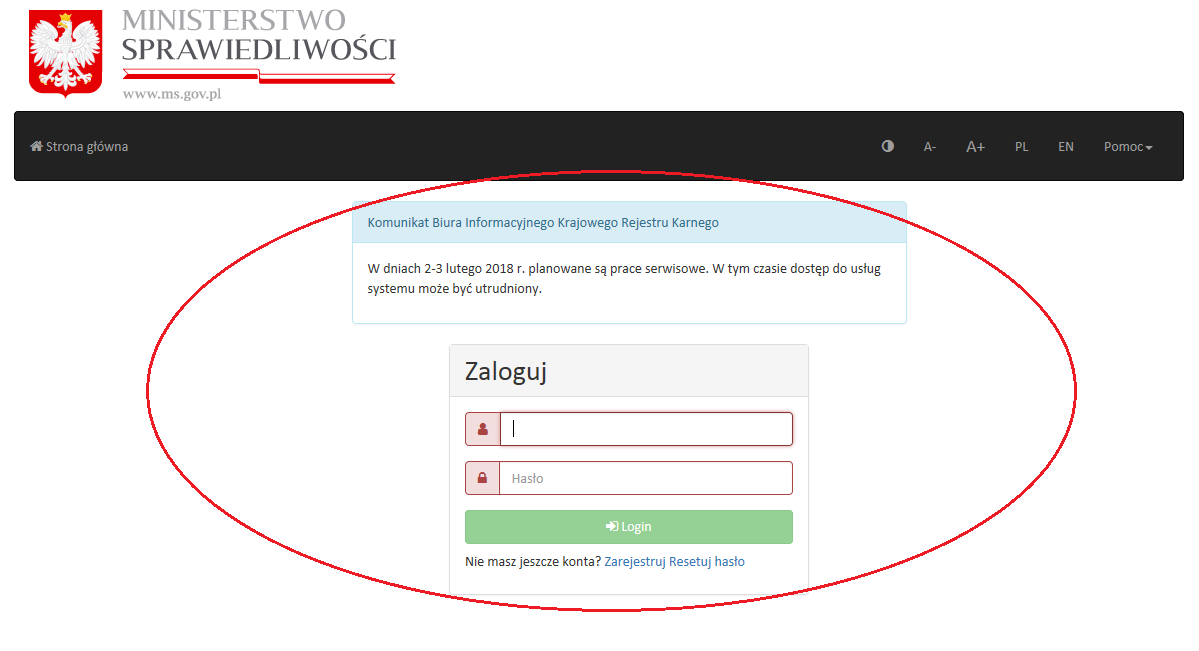 MINISTERSTWO
SPRAWIEDLIWOŚCI
www.ms.gov.pl
Strona główna
A-
A+
PL
EN
Pomoc
Komunikat Biura Informacyjnego Krajowego Rejestru Karnego
W dniach 2-3 lutego 2018 r. planowane są prace serwisowe. W tym czasie dostęp do usług
systemu może być utrudniony.
Zaloguj
Hasło
Login
Nie masz jeszcze konta? Zarejestruj Resetuj hasło